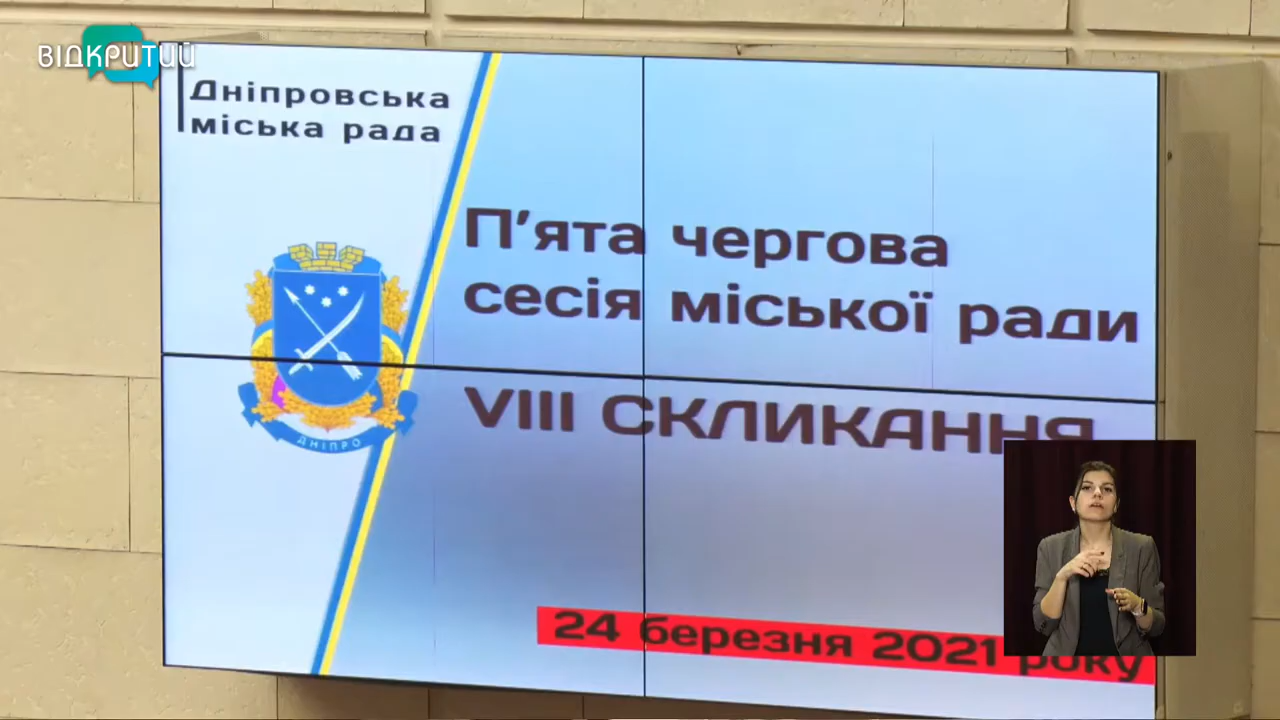 ВІДКРИТИЙ
Дніпровська
міська рада
П'ята чергова
сесія міської ради
VIII СКЛИКАННЯ
ДНІПРО
24 березня 2021 року